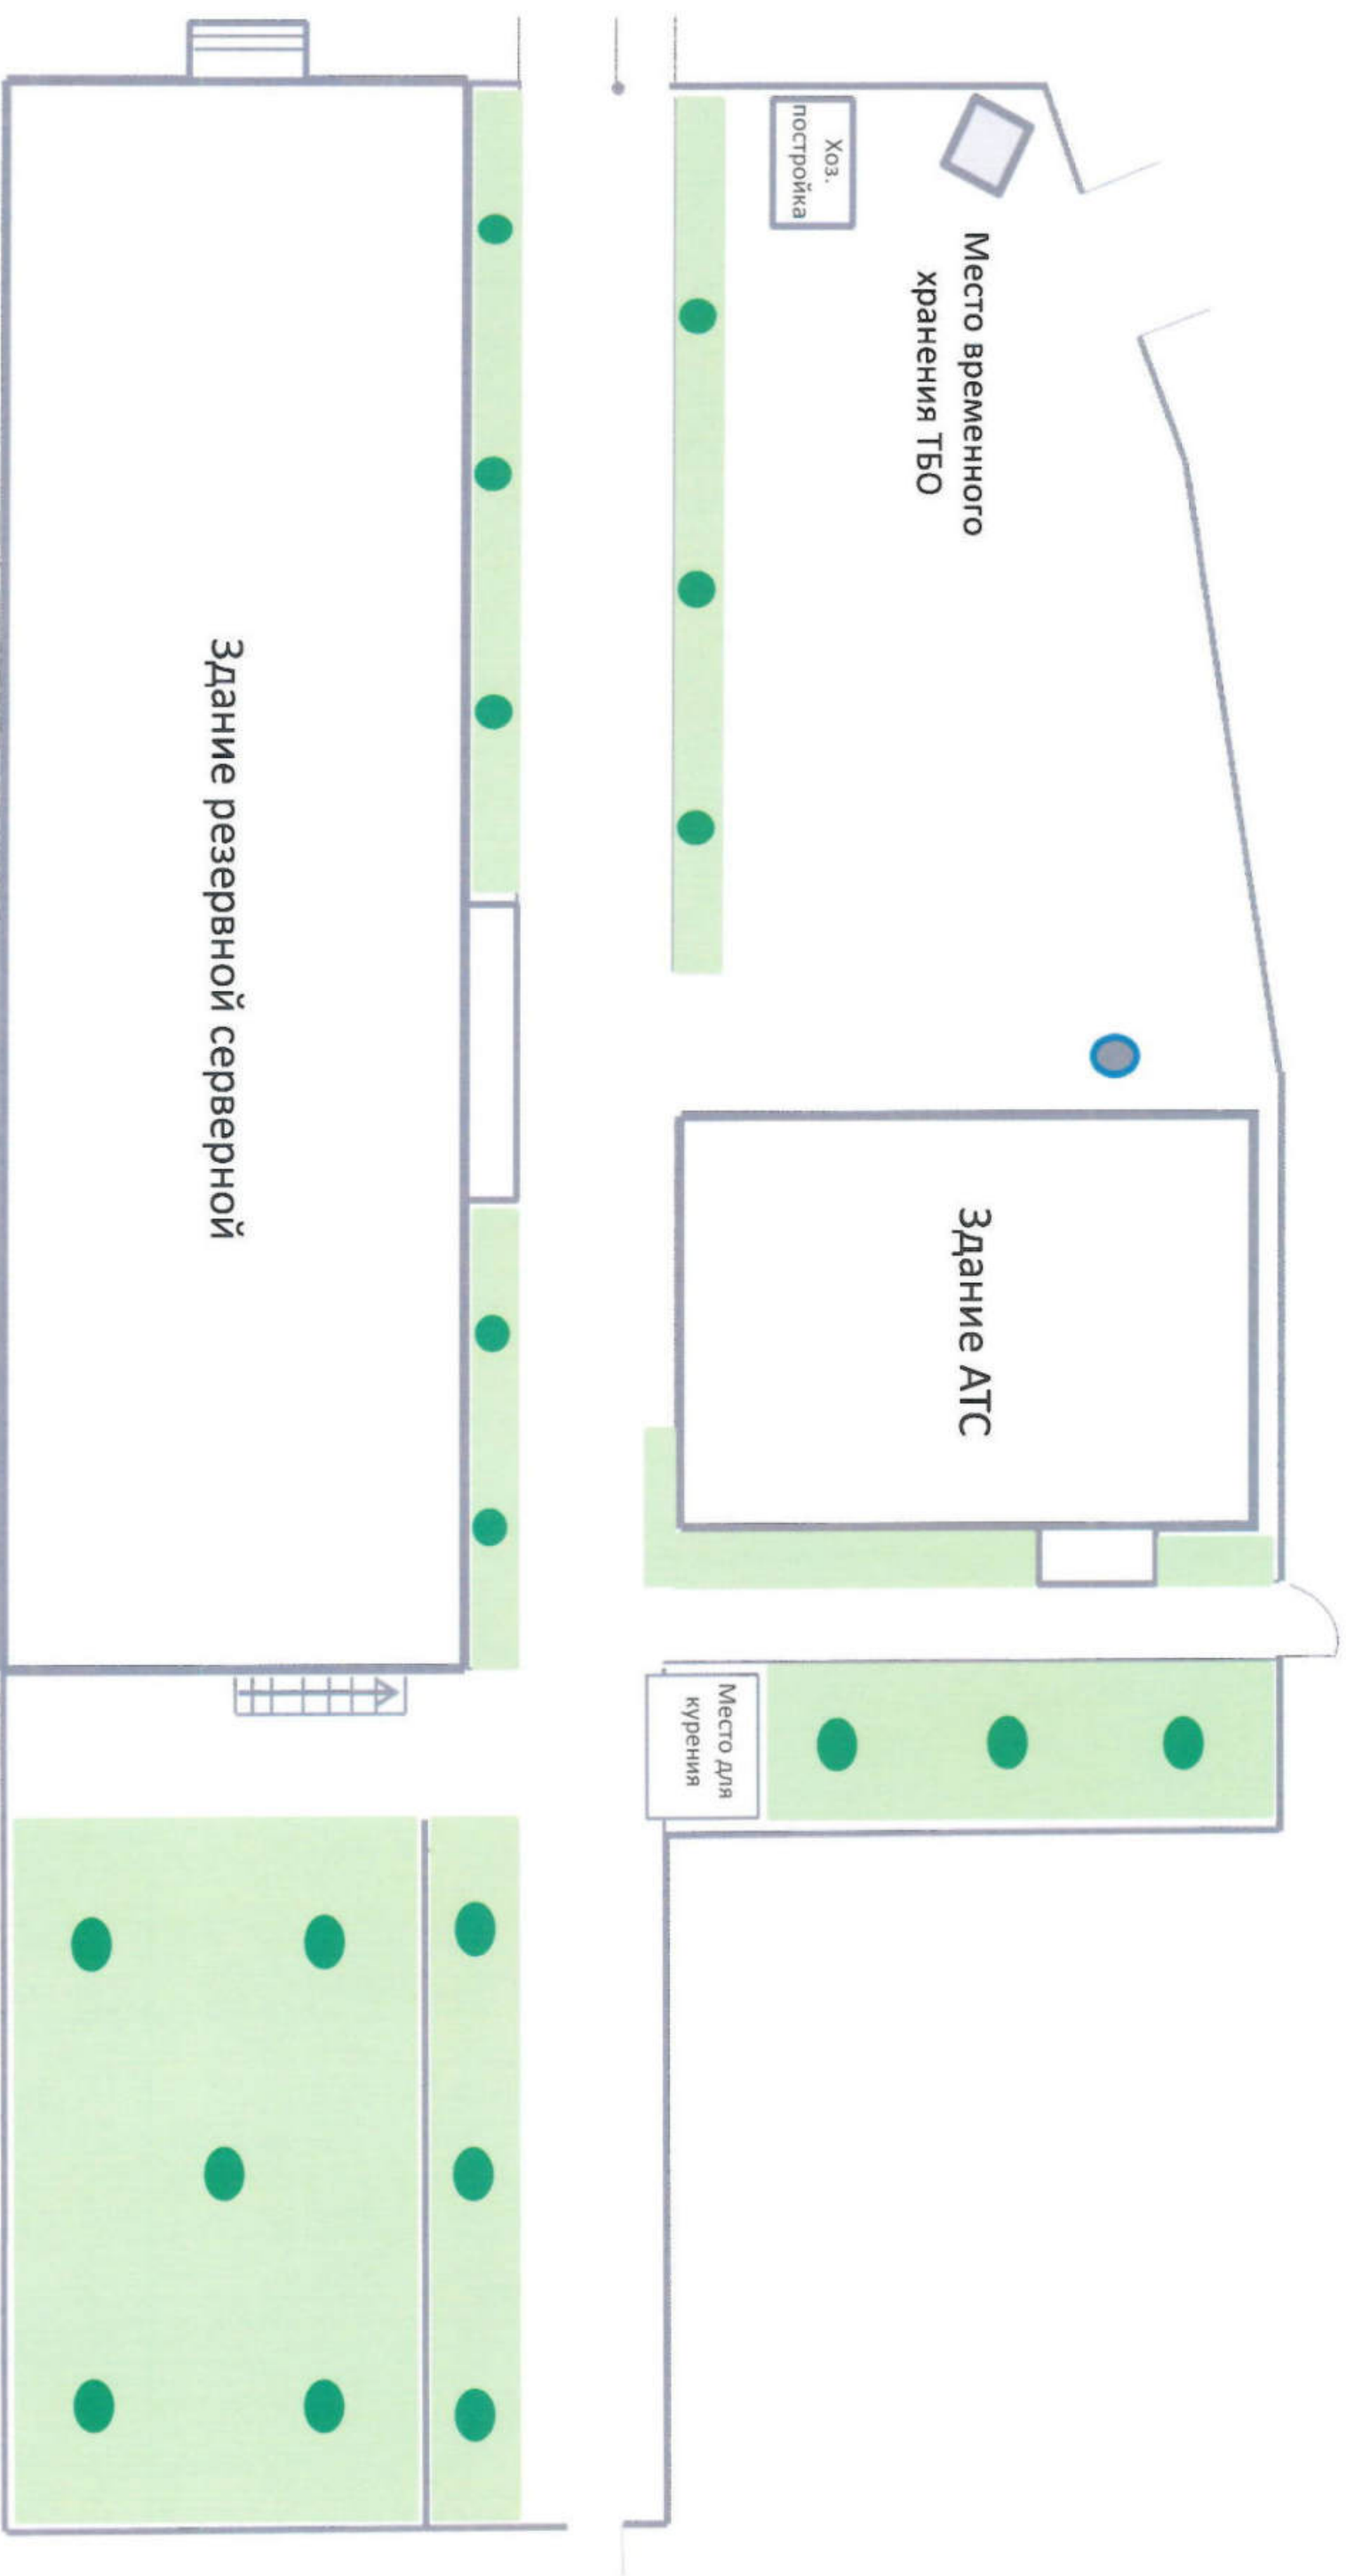 Хоз.
постройка
Место временного
хранения ТБО
Здание АТС
Место для
курения
Здание резервной серверной